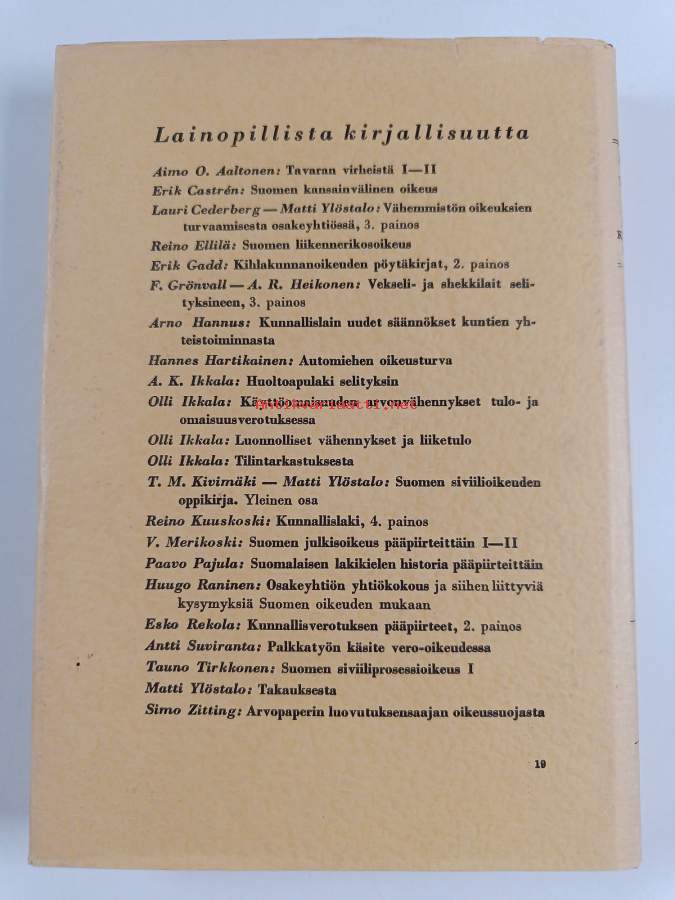 Lainopillista kirjallisuutta
Aimo O. Aaltonen: Tavaran virheistä I—II
Erik Castrén: Suomen kansainvälinen oikeus
Lauri Cederberg — Matti Ylöstalo: Vähemmistön oikeuksien
turvaamisesta osakeyhtiössä, 3. painos
Reino Ellilä: Suomen liikennerikosoikeus
Erik Gadd: Kihlakunnanoikeuden pöytäkirjat, 2. painos
F. Grönvall — A. R. Heikonen: Vekseli- ja shekkilait seli-
tyksineen, 3. painos
Arno Hannus: Kunnallislain uudet säännökset kuntien yh-
teistoiminnasta
Hannes Hartikainen: Automiehen oikeusturva
A. K. Ikkala: Huoltoapulaki selityksin
Olli Ikkala: Käyttöomaisuuden arvonvähennykset tulo- ja
Antikvariaatti.net
omaisuusverotuksessa
Olli Ikkala: Luonnolliset vähennykset ja liiketulo
Olli Ikkala: Tilintarkastuksesta
T. M. Kivimäki — Matti Ylöstalo: Suomen siviilioikeuden
oppikirja. Yleinen osa
Reino Kuuskoski: Kunnallislaki, 4. painos
V. Merikoski: Suomen julkisoikeus pääpiirteittäin I—II
Paavo Pajula: Suomalaisen lakikielen historia pääpiirteittäin
Huugo Raninen: Osakeyhtiön yhtiökokous ja siihen liittyviä
kysymyksiä Suomen oikeuden mukaan
Esko Rekola: Kunnallisverotuksen pääpiirteet, 2. painos
Antti Suviranta: Palkkatyön käsite vero-oikeudessa
Tauno Tirkkonen: Suomen siviiliprosessioikeus I
Matti Ylöstalo: Takauksesta
Simo Zitting: Arvopaperin luovutuksensaajan oikeussuojasta
19